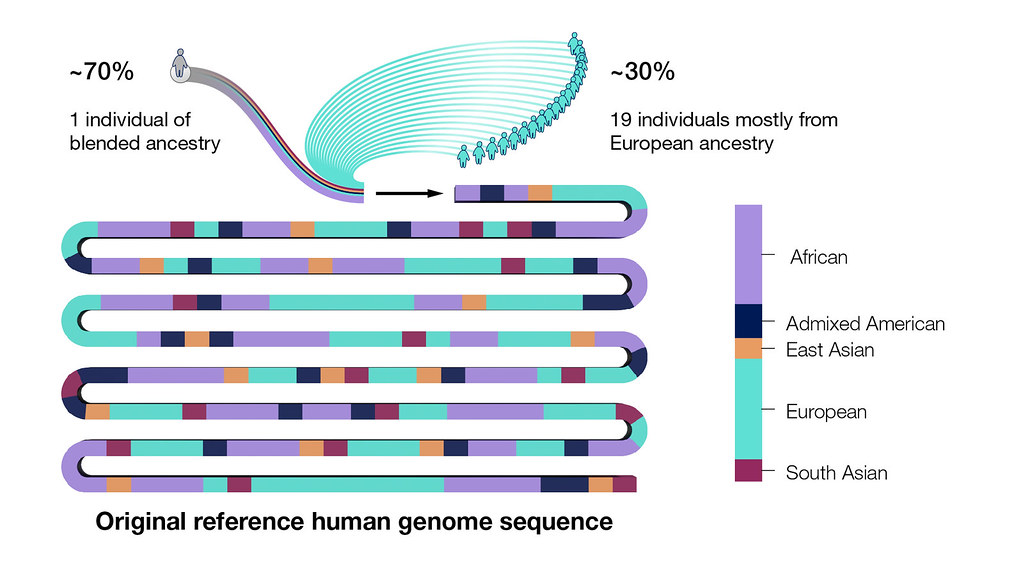 ~70%
1 individual of
blended ancestry
~30%
19 individuals mostly from
European ancestry
African
Admixed American
East Asian
European
South Asian
Original reference human genome sequence